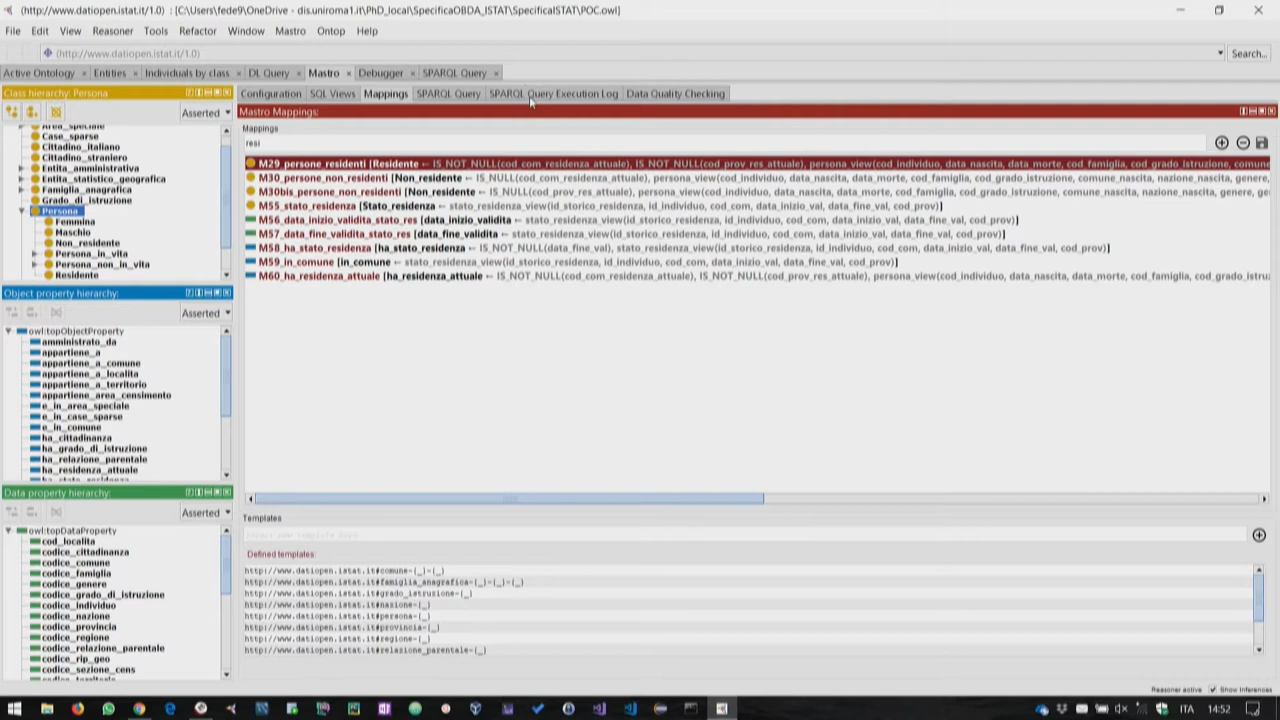 (http://www.datiopen.istat.it/1.0) : [C:\Users\fede9\OneDrive - dis.uniroma1.it\PhD_local\SpecificaOBDA_ISTAT\SpecificaISTAT\POC.owl]
File Edit View Reasoner Tools Refactor Window Mastro Ontop Help
(http://www.datiopen.istat.it/1.0)
Search...
Active Ontology × Entities × Individuals by class × DL Query × Mastro × Debugger × SPARQL Query ×
Class hierarchy: Persona
Asserted
Area_speciale
Case_sparse
Cittadino_italiano
Cittadino_straniero
Entita_amministrativa
Entita_statistico_geografica
Famiglia_anagrafica
Grado_di_istruzione
Persona
Femmina
Maschio
Non_residente
Persona_in_vita
Persona_non_in_vita
Residente
Object property hierarchy:
Asserted
owl:topObjectProperty
amministrato_da
appartiene_a
appartiene_a_comune
appartiene_a_localita
appartiene_a_territorio
appartiene_area_censimento
e_in_area_speciale
e_in_case_sparse
e_in_comune
ha_cittadinanza
ha_grado_di_istruzione
ha_relazione_parentale
ha_residenza_attuale
ha_stato_residenza
Data property hierarchy:
Asserted
owl:topDataProperty
cod_localita
codice_cittadinanza
codice_comune
codice_famiglia
codice_genere
codice_grado_di_istruzione
codice_individuo
codice_nazione
codice_provincia
codice_regione
codice_relazione_parentale
codice_rip_geo
codice_sezione_cens
codice_territorio
Configuration SQL Views Mappings SPARQL Query SPARQL Query Execution Log Data Quality Checking
Mastro Mappings:
Mappings
resi
M29_persone_residenti [Residente ← IS_NOT_NULL(cod_com_residenza_attuale), IS_NOT_NULL(cod_prov_res_attuale), persona_view(cod_individuo, data_nascita, data_morte, cod_famiglia, cod_grado_istruzione, comune
M30_persone_non_residenti [Non_residente ← IS_NULL(cod_com_residenza_attuale), persona_view(cod_individuo, data_nascita, data_morte, cod_famiglia, cod_grado_istruzione, comune_nascita, nazione_nascita, gener
M30bis_persone_non_residenti [Non_residente ← IS_NULL(cod_prov_res_attuale), persona_view(cod_individuo, data_nascita, data_morte, cod_famiglia, cod_grado_istruzione, comune_nascita, nazione_nascita, genere, ge
M55_stato_residenza [Stato_residenza ← stato_residenza_view(id_storico_residenza, id_individuo, cod_com, data_inizio_val, data_fine_val, cod_prov)]
M56_data_inizio_validita_stato_res [data_inizio_validita ← stato_residenza_view(id_storico_residenza, id_individuo, cod_com, data_inizio_val, data_fine_val, cod_prov)]
M57_data_fine_validita_stato_res [data_fine_validita ← stato_residenza_view(id_storico_residenza, id_individuo, cod_com, data_inizio_val, data_fine_val, cod_prov)]
M58_ha_stato_residenza [ha_stato_residenza ← IS_NOT_NULL(data_fine_val), stato_residenza_view(id_storico_residenza, id_individuo, cod_com, data_inizio_val, data_fine_val, cod_prov)]
M59_in_comune [in_comune ← stato_residenza_view(id_storico_residenza, id_individuo, cod_com, data_inizio_val, data_fine_val, cod_prov)]
M60_ha_residenza_attuale [ha_residenza_attuale ← IS_NOT_NULL(cod_com_residenza_attuale), IS_NOT_NULL(cod_prov_res_attuale), persona_view(cod_individuo, data_nascita, data_morte, cod_famiglia, cod_grado_istru
Templates
Defined templates:
http://www.datiopen.istat.it#comune-{_}-{_}
http://www.datiopen.istat.it#famiglia_anagrafica-{_}-{_}-{_}
http://www.datiopen.istat.it#grado_istruzione-{_}
http://www.datiopen.istat.it#nazione-{_}
http://www.datiopen.istat.it#persona-{_}
http://www.datiopen.istat.it#provincia-{_}
http://www.datiopen.istat.it#regione-{_}
http://www.datiopen.istat.it#relazione_parentale-{_}
Reasoner active Show Inferences
ITA 14:52